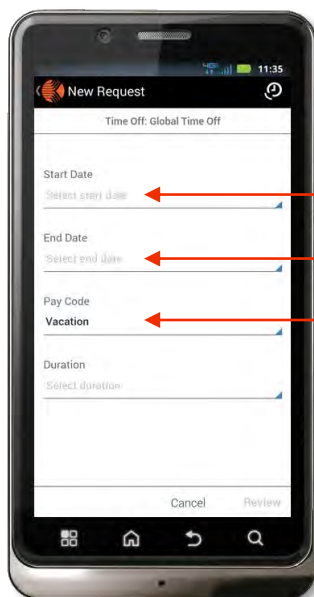 4G 11:35
New Request
Time Off: Global Time Off
Start Date
Select start date
End Date
Select end date
Pay Code
Vacation
Duration
Select duration
Cancel Review